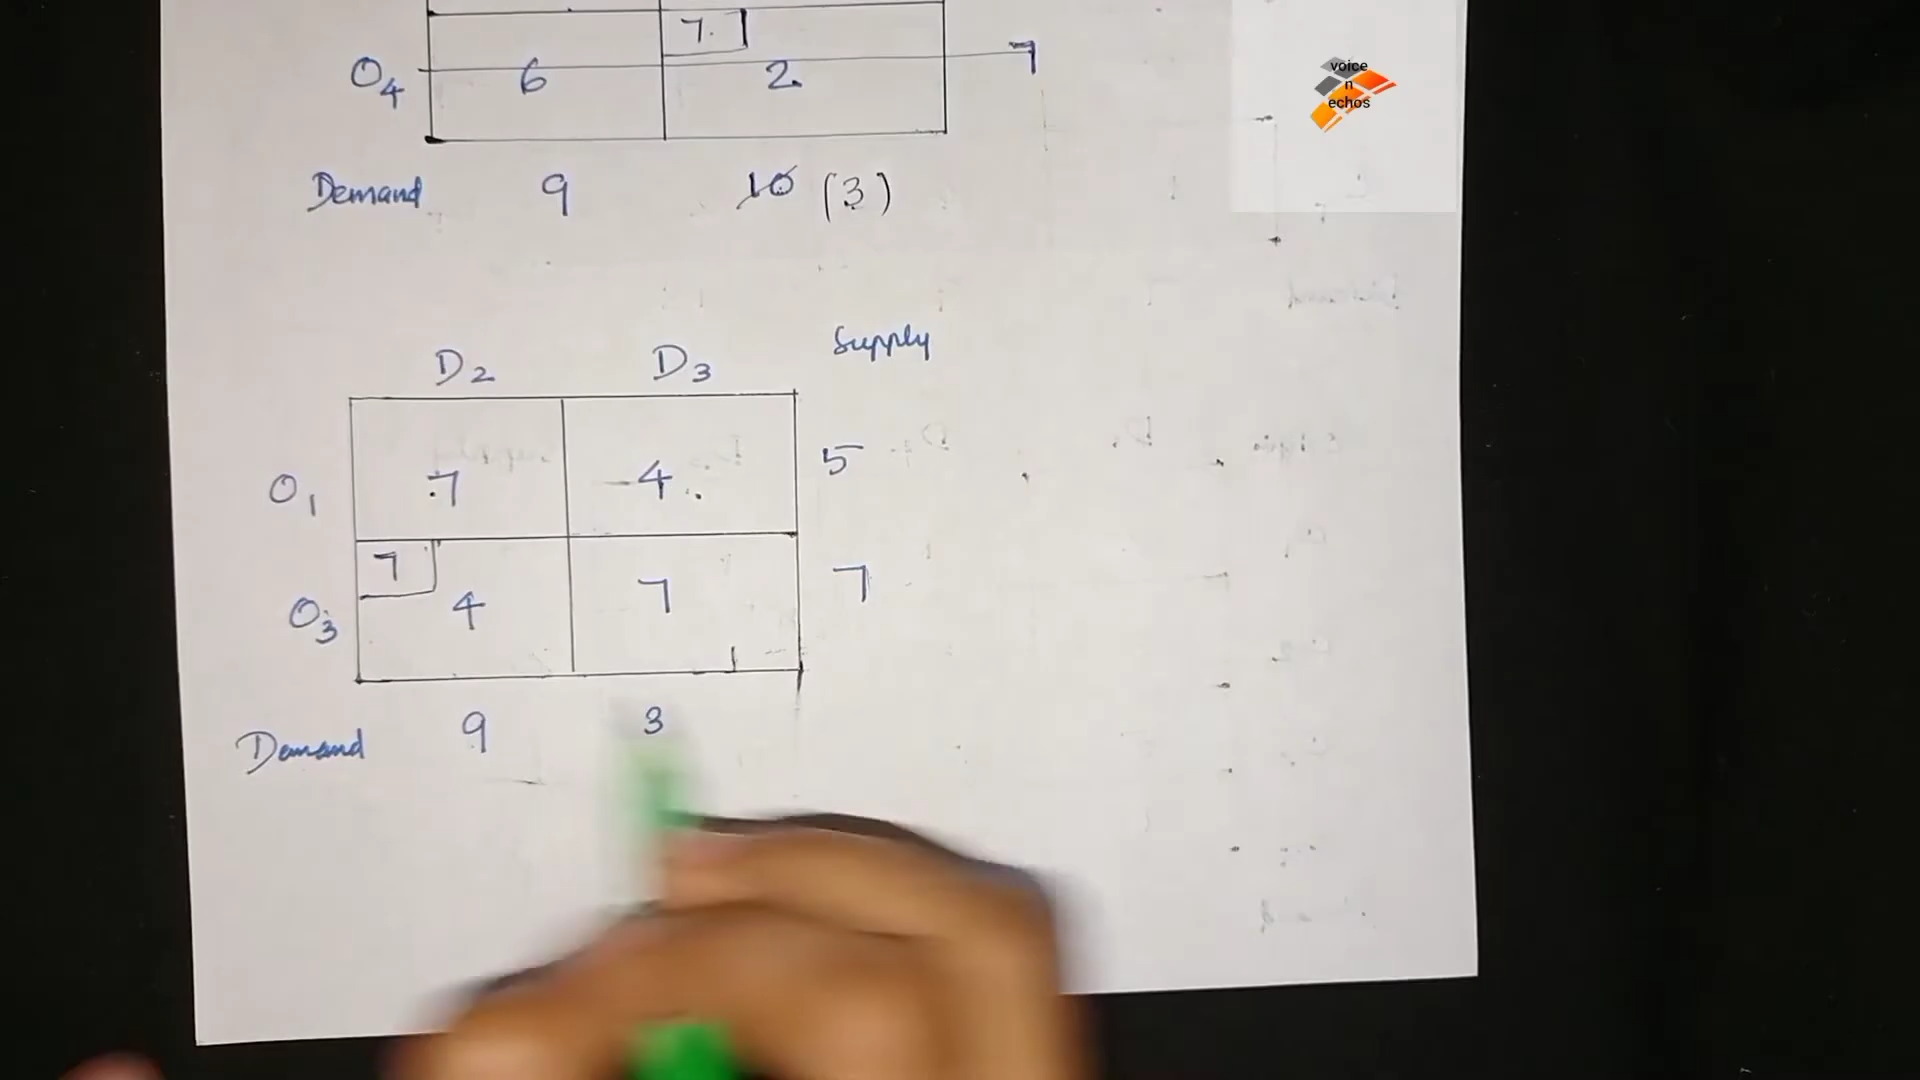 7
O4 6 2 7
Demand 9 10 (3)
voice
n
echos
D2 D3 Supply
O1 7 4 5
7
O3 4 7 7
Demand 9 3